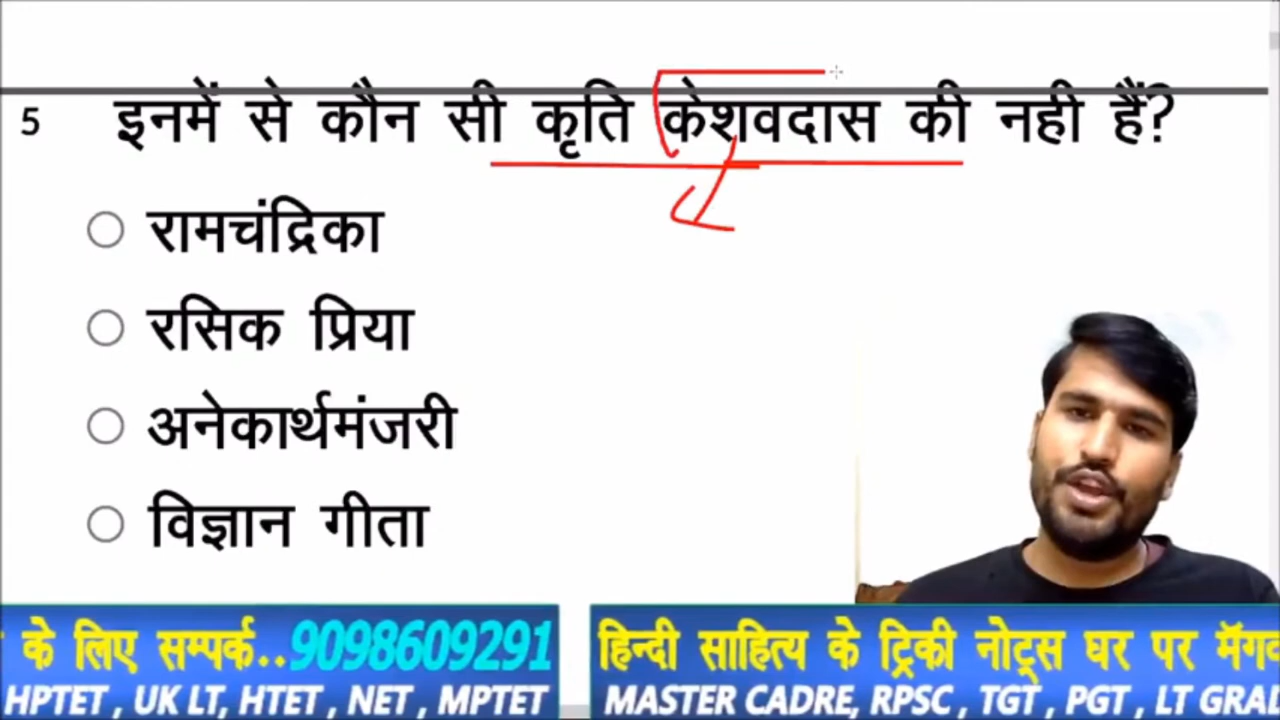 5 इनमें से कौन सी कृति केशवदास की नही हैं?
रामचंद्रिका
रसिक प्रिया
अनेकार्थमंजरी
विज्ञान गीता
के लिए सम्पर्क..9098609291
HPTET , UK LT, HTET , NET , MPTET
हिन्दी साहित्य के ट्रिकी नोट्स घर पर
MASTER CADRE, RPSC , TGT , PGT , LT